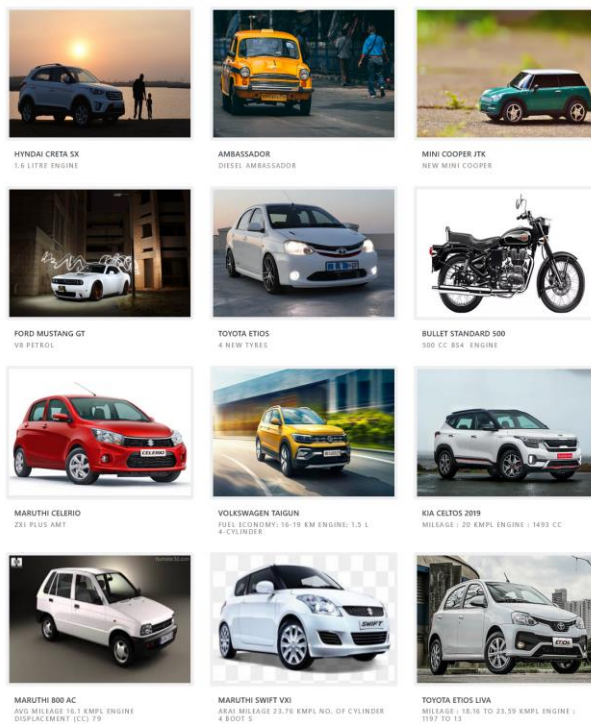 HYNDAI CRETA SX
1.6 LITRE ENGINE
AMBASSADOR
DIESEL AMBASSADOR
MINI COOPER JTK
NEW MINI COOPER
FORD MUSTANG GT
V8 PETROL
TOYOTA ETIOS
4 NEW TYRES
BULLET STANDARD 500
500 CC BS4 ENGINE
CELERIO
MARUTHI CELERIO
ZXI PLUS AMT
VOLKSWAGEN TAIGUN
FUEL ECONOMY: 16-19 KM ENGINE: 1.5 L
4-CYLINDER
KIA CELTOS 2019
MILEAGE : 20 KMPL ENGINE : 1493 CC
MARUTHI 800 AC
AVG MILEAGE 16.1 KMPL ENGINE
DISPLACEMENT (CC) 79
SWIFT
MARUTHI SWIFT VXI
ARAI MILEAGE 23.76 KMPL NO. OF CYLINDER
4 BOOT S
ETIOS
TOYOTA ETIOS LIVA
MILEAGE : 18.16 TO 23.59 KMPL ENGINE :
1197 TO 13